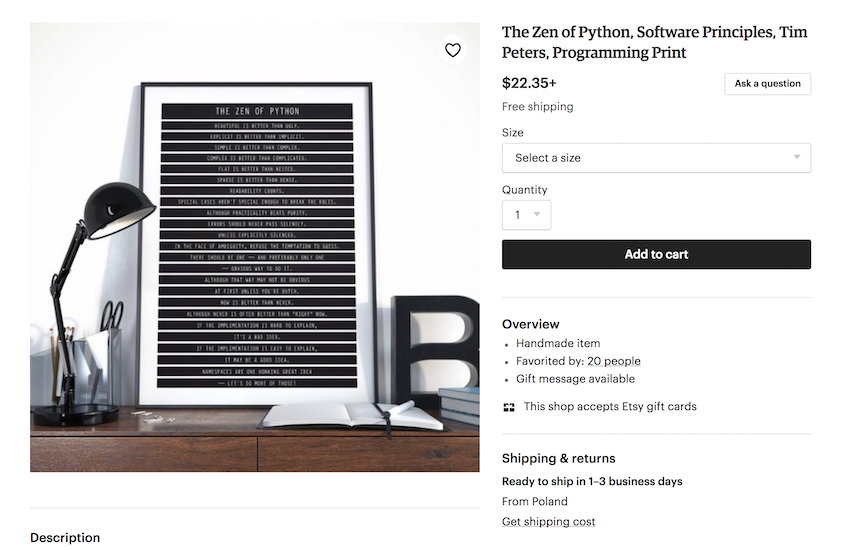 The Zen of Python, Software Principles, Tim
Peters, Programming Print
$22.35+
Ask a question
Free shipping
Size
Select a size
Quantity
1
Add to cart
Overview
Handmade item
Favorited by: 20 people
Gift message available
This shop accepts Etsy gift cards
Shipping & returns
Ready to ship in 1–3 business days
From Poland
Get shipping cost
THE ZEN OF PYTHON
BEAUTIFUL IS BETTER THAN UGLY.
EXPLICIT IS BETTER THAN IMPLICIT.
SIMPLE IS BETTER THAN COMPLEX.
COMPLEX IS BETTER THAN COMPLICATED.
FLAT IS BETTER THAN NESTED.
SPARSE IS BETTER THAN DENSE.
READABILITY COUNTS.
SPECIAL CASES AREN'T SPECIAL ENOUGH TO BREAK THE RULES.
ALTHOUGH PRACTICALITY BEATS PURITY.
ERRORS SHOULD NEVER PASS SILENTLY.
UNLESS EXPLICITLY SILENCED.
IN THE FACE OF AMBIGUITY, REFUSE THE TEMPTATION TO GUESS.
THERE SHOULD BE ONE –– AND PREFERABLY ONLY ONE
–– OBVIOUS WAY TO DO IT.
ALTHOUGH THAT WAY MAY NOT BE OBVIOUS
AT FIRST UNLESS YOU'RE DUTCH.
NOW IS BETTER THAN NEVER.
ALTHOUGH NEVER IS OFTEN BETTER THAN "RIGHT" NOW.
IF THE IMPLEMENTATION IS HARD TO EXPLAIN,
IT'S A BAD IDEA.
IF THE IMPLEMENTATION IS EASY TO EXPLAIN,
IT MAY BE A GOOD IDEA.
NAMESPACES ARE ONE HONKING GREAT IDEA
–– LET'S DO MORE OF THOSE!
B
Description